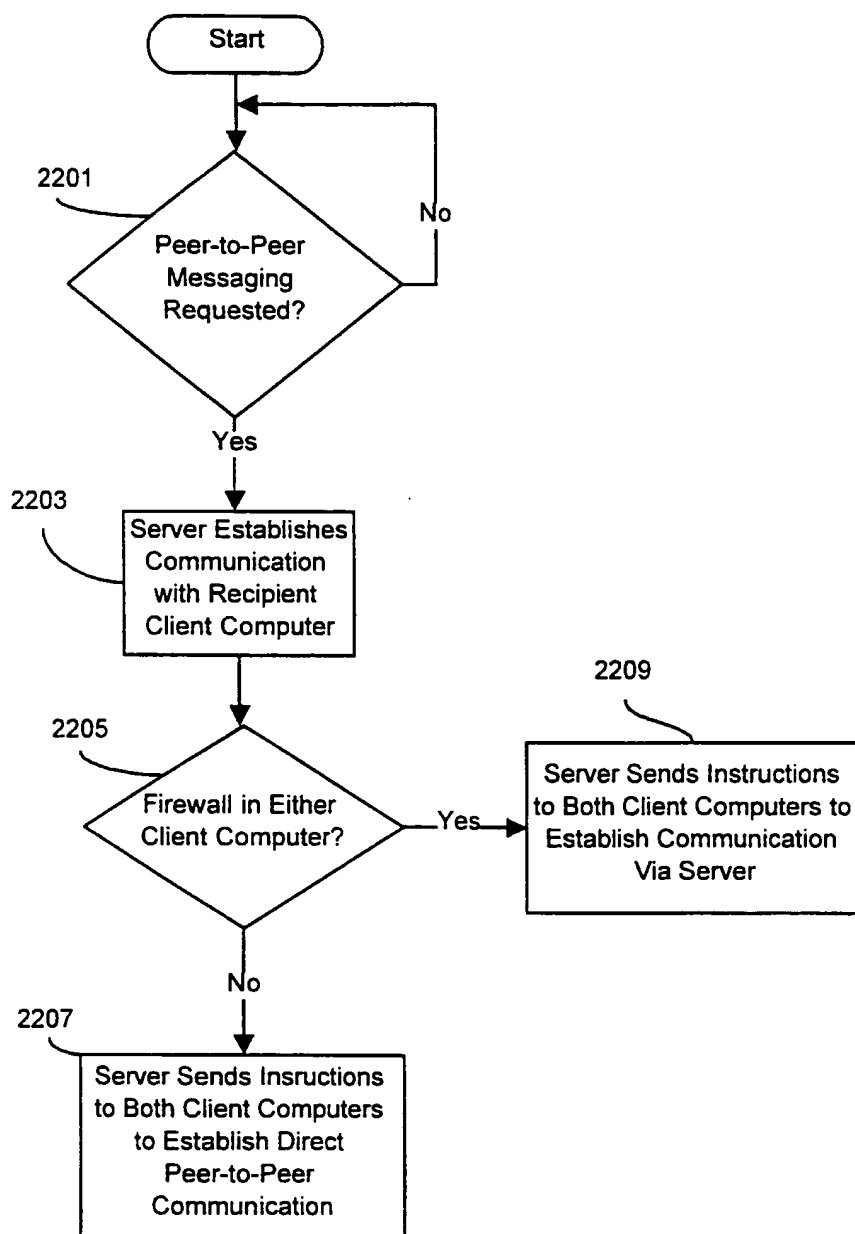 Start
2201
No
Peer-to-Peer
Messaging
Requested?
Yes
2203
Server Establishes
Communication
with Recipient
Client Computer
2209
2205
Server Sends Instructions
to Both Client Computers to
Establish Communication
Via Server
Firewall in Either
Client Computer?
Yes
No
2207
Server Sends Insructions
to Both Client Computers
to Establish Direct
Peer-to-Peer
Communication